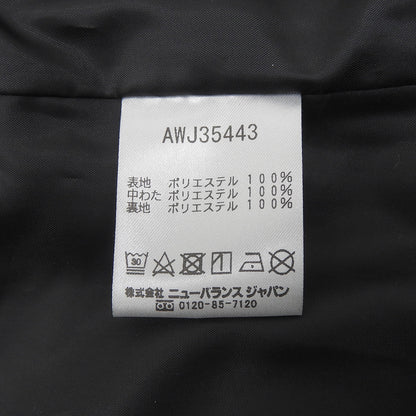 AWJ35443
表地 ポリエステル 100%
中わた ポリエステル 100%
裏地 ポリエステル 100%
30
株式会社 ニューバランス ジャパン
0120-85-7120